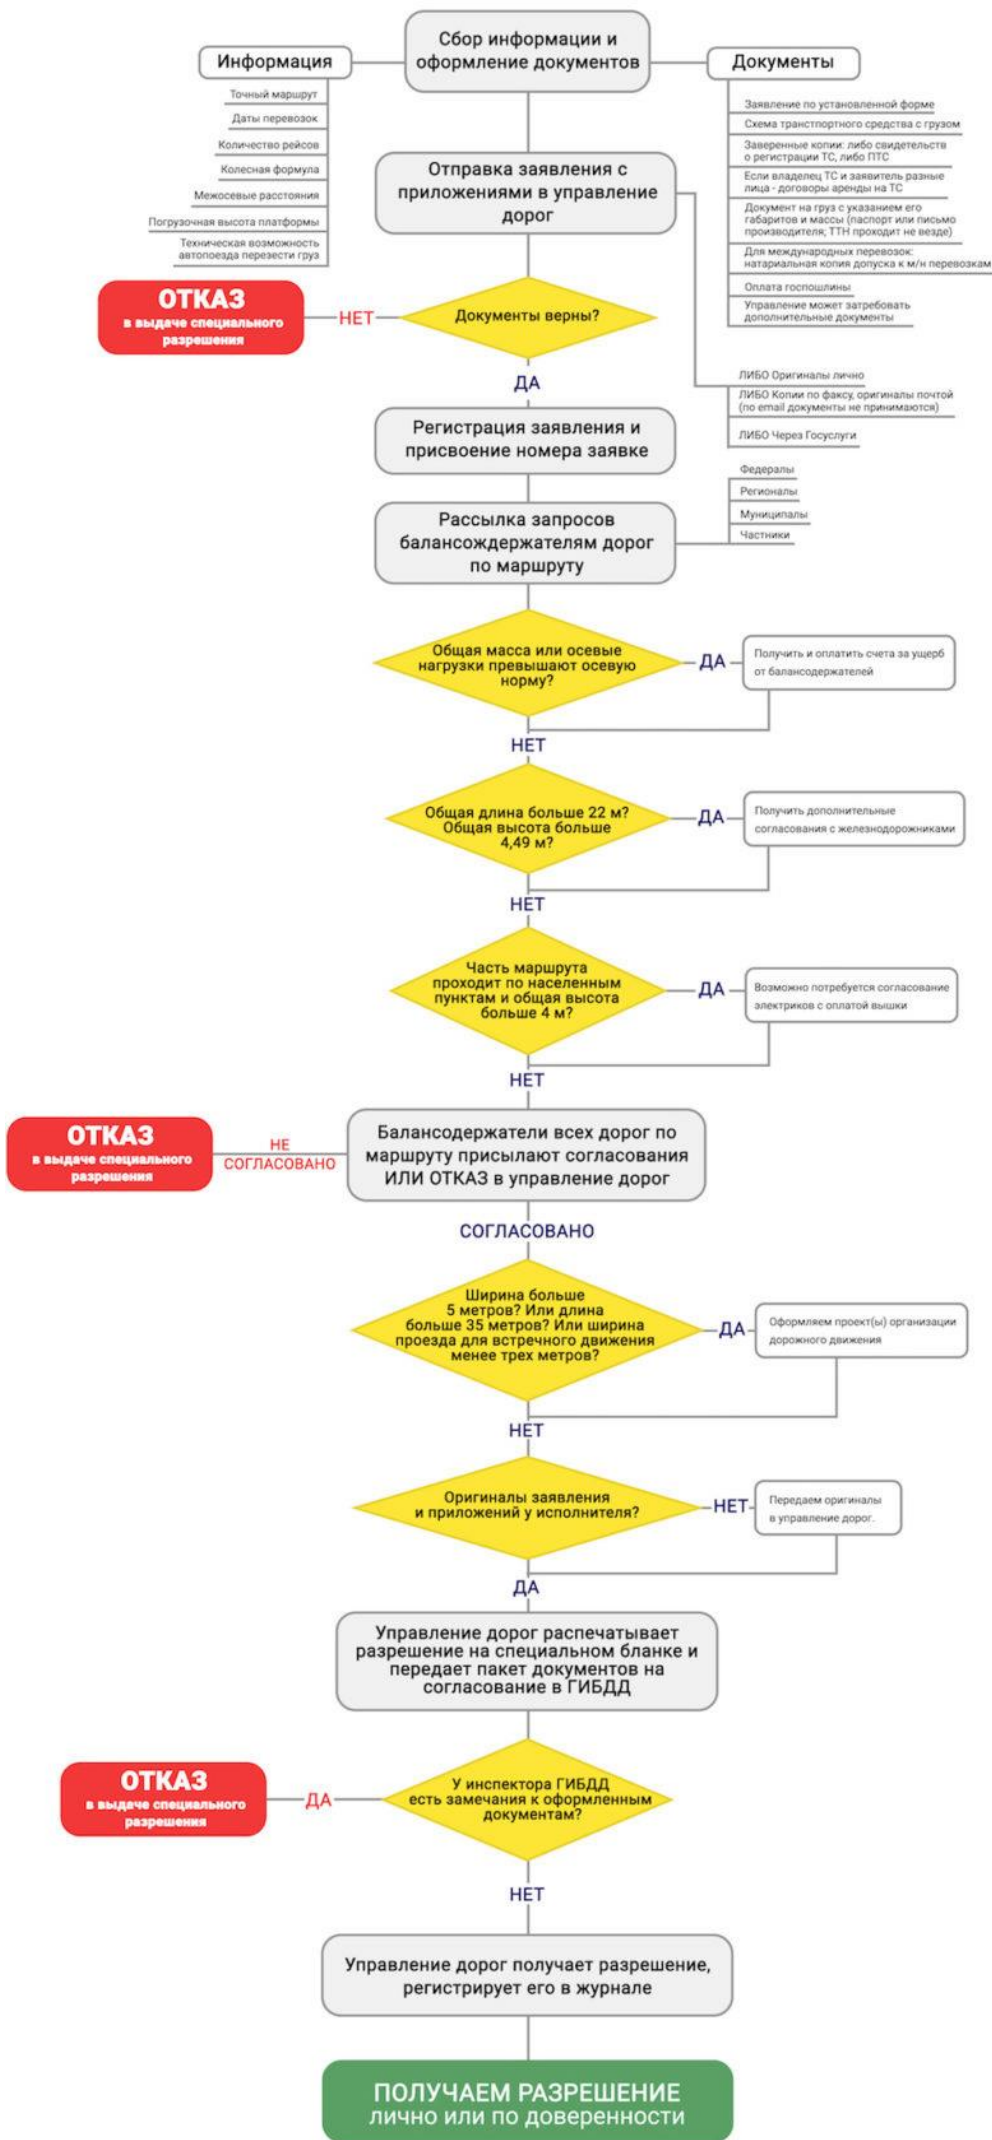 Сбор информации и
оформление документов
Информация
Точный маршрут
Даты перевозок
Количество рейсов
Колесная формула
Межосевые расстояния
Погрузочная высота платформы
Техническая возможность
автопоезда перевезти груз
Документы
Заявление по установленной форме
Схема транстпортного средства с грузом
Заверенные копии: либо свидетельств
о регистрации ТС, либо ПТС
Если владелец ТС и заявитель разные
лица - договоры аренды на ТС
Документ на груз с указанием его
габаритов и массы (паспорт или письмо
производителя; ТТН проходит не везде)
Для международных перевозок:
натариальная копия допуска к м/н перевозкам
Оплата госпошлины
Управление может затребовать
дополнительные документы
Отправка заявления с
приложениями в управление
дорог
ЛИБО Оригиналы лично
ЛИБО Копии по факсу, оригиналы почтой
(по email документы не принимаются)
ЛИБО Через Госуслуги
Документы верны?
НЕТ
ОТКАЗ
в выдаче специального
разрешения
ДА
Регистрация заявления и
присвоение номера заявке
Рассылка запросов
балансождержателям дорог
по маршруту
Федералы
Регионалы
Муниципалы
Частники
Общая масса или осевые
нагрузки превышают осевую
норму?
ДА
Получить и оплатить счета за ущерб
от балансодержателей
НЕТ
Общая длина больше 22 м?
Общая высота больше
4,49 м?
ДА
Получить дополнительные
согласования с железнодорожниками
НЕТ
Часть маршрута
проходит по населенным
пунктам и общая высота
больше 4 м?
ДА
Возможно потребуется согласование
электриков с оплатой вышки
НЕТ
Балансодержатели всех дорог по
маршруту присылают согласования
ИЛИ ОТКАЗ в управление дорог
НЕ
СОГЛАСОВАНО
ОТКАЗ
в выдаче специального
разрешения
СОГЛАСОВАНО
Ширина больше
5 метров? Или длина
больше 35 метров? Или ширина
проезда для встречного движения
менее трех метров?
ДА
Оформляем проект(ы) организации
дорожного движения
НЕТ
Оригиналы заявления
и приложений у исполнителя?
НЕТ
Передаем оригиналы
в управление дорог.
ДА
Управление дорог распечатывает
разрешение на специальном бланке и
передает пакет документов на
согласование в ГИБДД
У инспектора ГИБДД
есть замечания к оформленным
документам?
ДА
ОТКАЗ
в выдаче специального
разрешения
НЕТ
Управление дорог получает разрешение,
регистрирует его в журнале
ПОЛУЧАЕМ РАЗРЕШЕНИЕ
лично или по доверенности